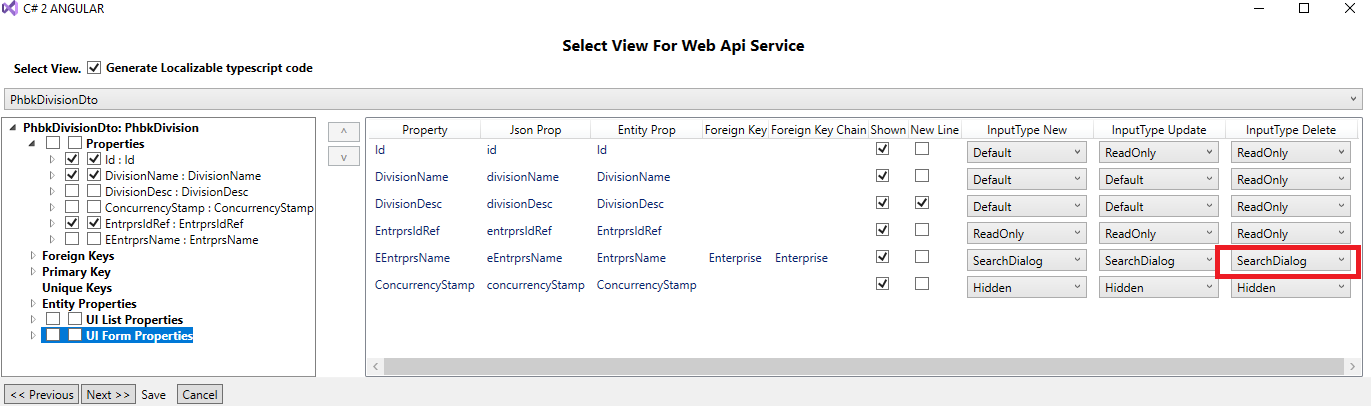 C# 2 ANGULAR
Select View For Web Api Service
Select View. Generate Localizable typescript code
PhbkDivisionDto
PhbkDivisionDto: PhbkDivision
Properties
Id : Id
DivisionName : DivisionName
DivisionDesc : DivisionDesc
ConcurrencyStamp : ConcurrencyStamp
EntrprsIdRef : EntrprsIdRef
EEntrprsName : EntrprsName
Foreign Keys
Primary Key
Unique Keys
Entity Properties
UI List Properties
UI Form Properties
Property Json Prop Entity Prop Foreign Key Foreign Key Chain Shown New Line InputType New InputType Update InputType Delete
Id id Id Default ReadOnly ReadOnly
DivisionName divisionName DivisionName Default Default ReadOnly
DivisionDesc divisionDesc DivisionDesc Default Default ReadOnly
EntrprsIdRef entrprsIdRef EntrprsIdRef ReadOnly ReadOnly ReadOnly
EEntrprsName eEntrprsName EntrprsName Enterprise Enterprise SearchDialog SearchDialog SearchDialog
ConcurrencyStamp concurrencyStamp ConcurrencyStamp Hidden Hidden Hidden
<< Previous Next >> Save Cancel